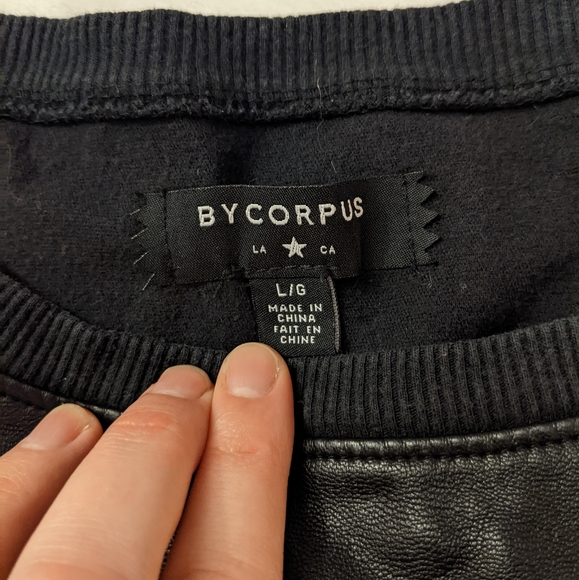 BYCORPUS
LA CA
L/G
MADE IN
CHINA
FAIT EN
CHINE